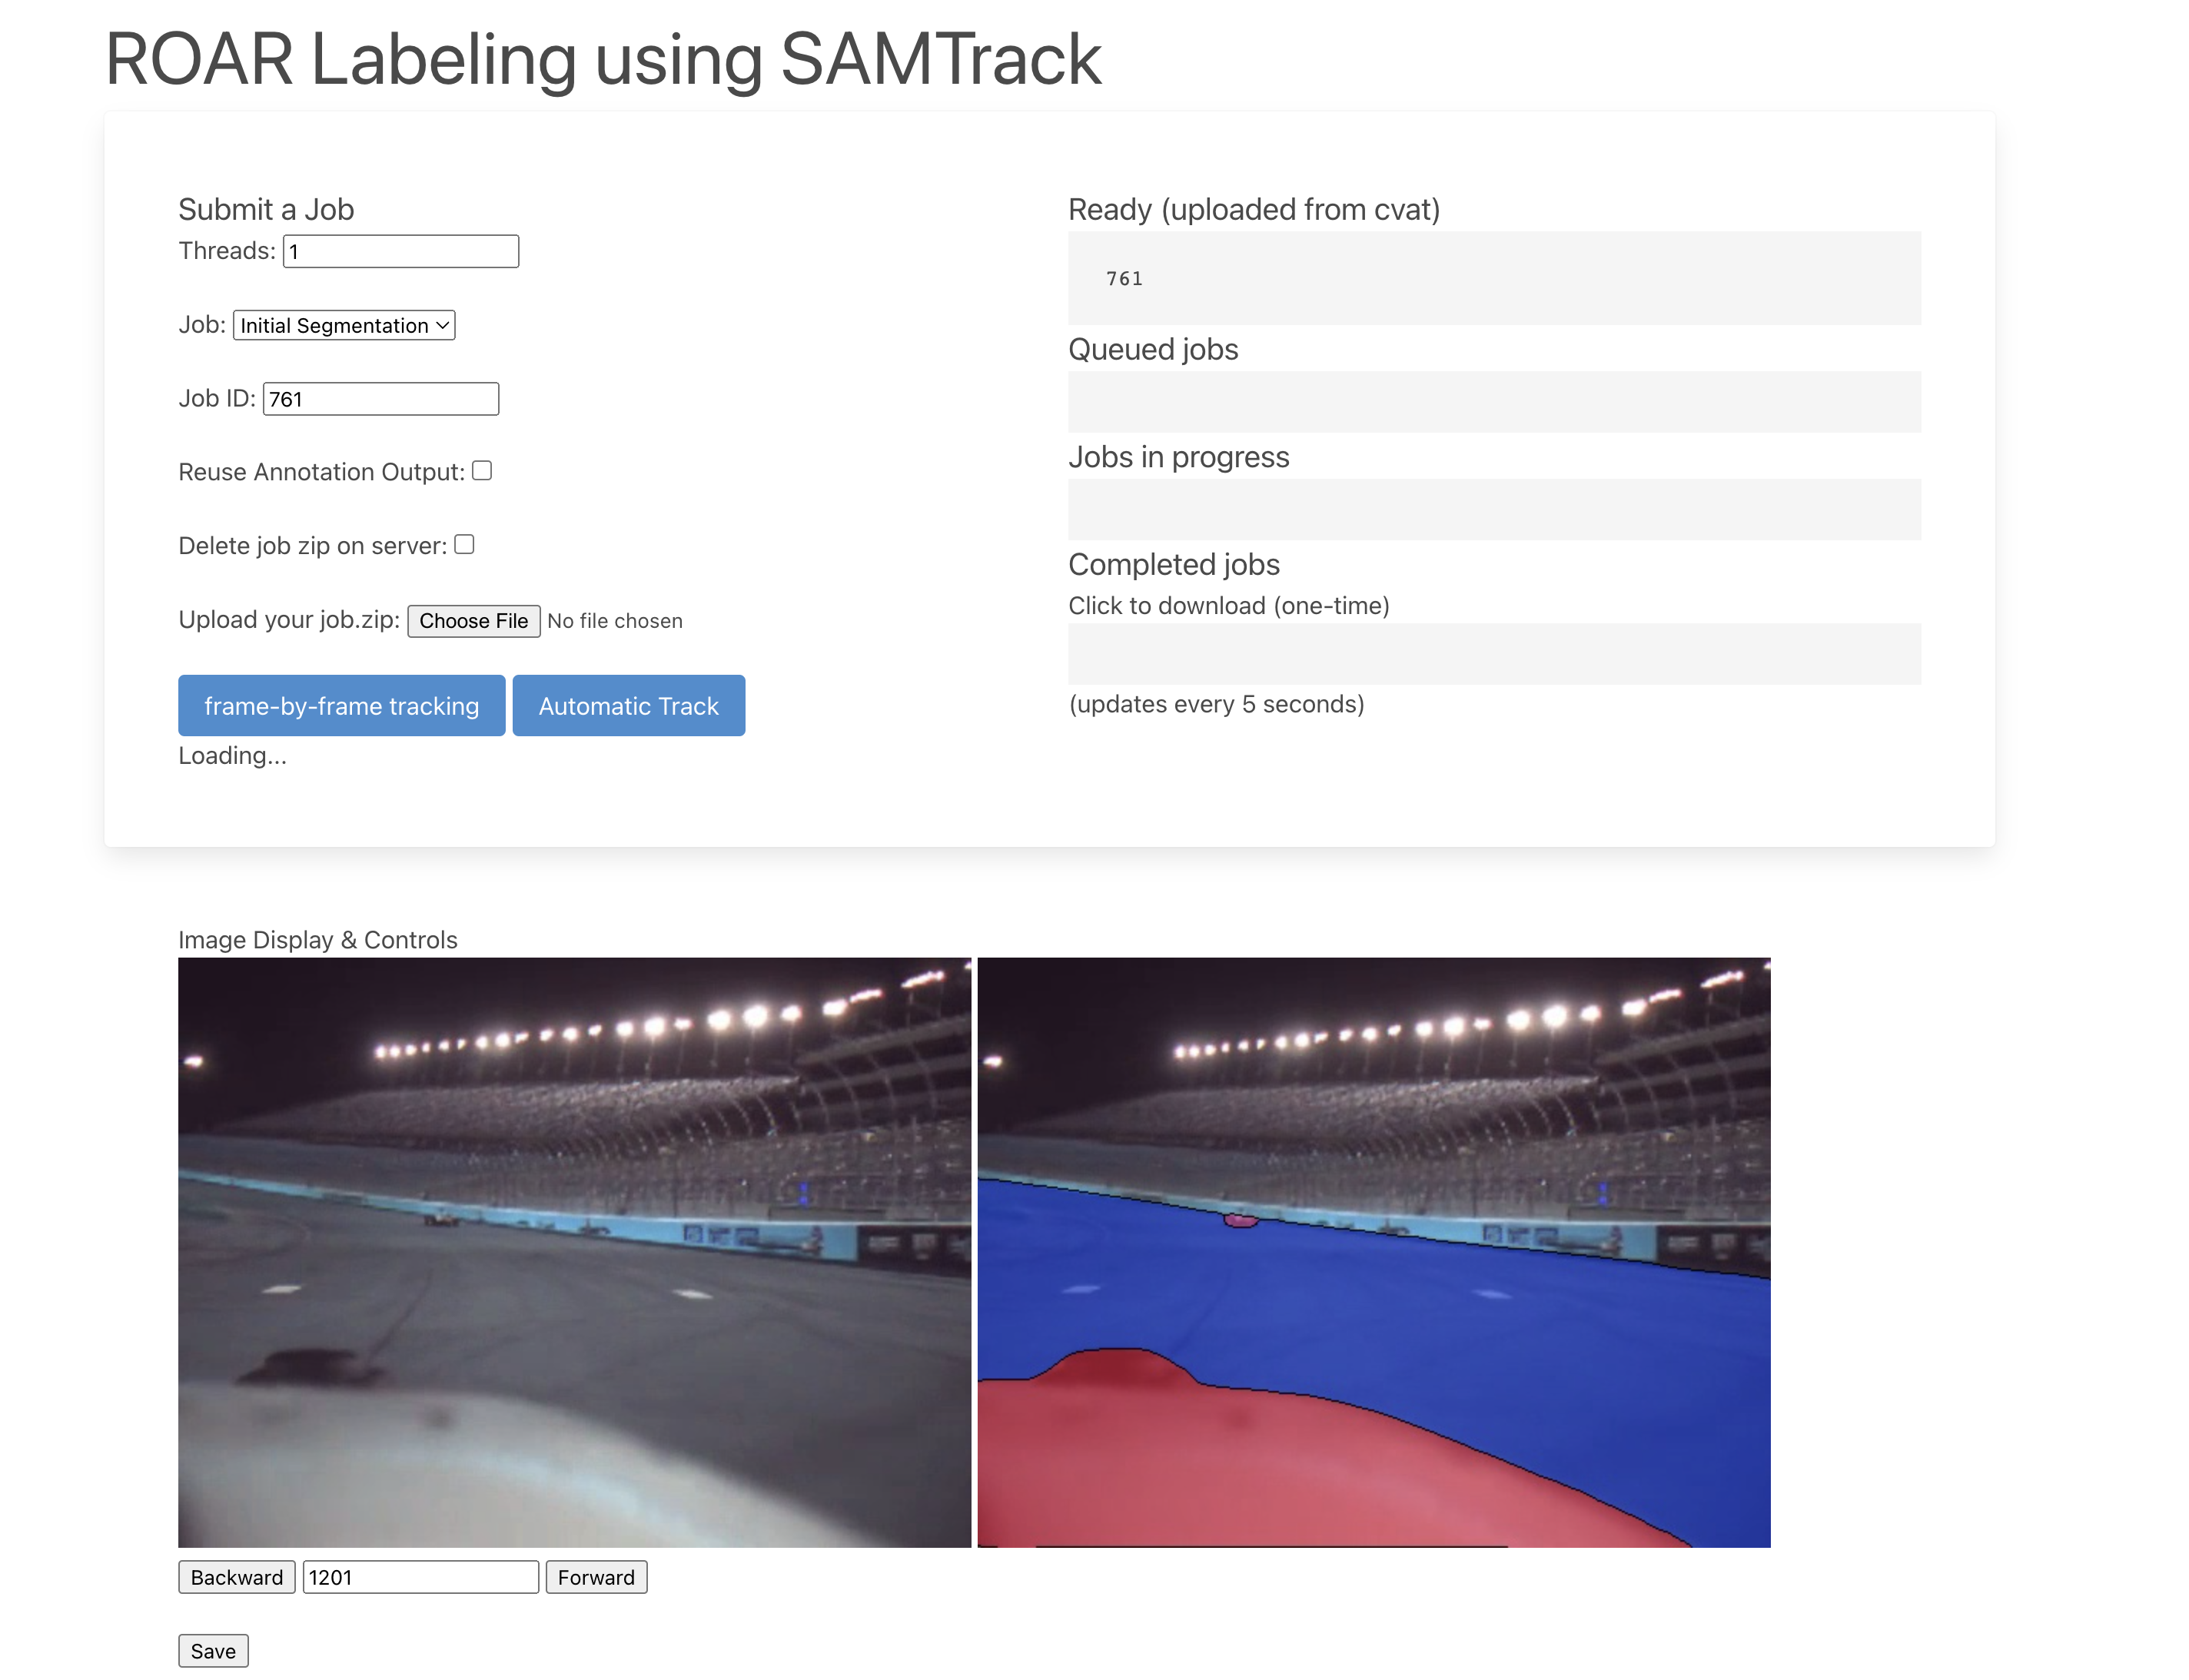 ROAR Labeling using SAMTrack
Submit a Job
Threads: 1
Job: Initial Segmentation
Job ID: 761
Reuse Annotation Output:
Delete job zip on server:
Upload your job.zip: Choose File No file chosen
frame-by-frame tracking Automatic Track
Loading...
Ready (uploaded from cvat)
761
Queued jobs
Jobs in progress
Completed jobs
Click to download (one-time)
(updates every 5 seconds)
Image Display & Controls
Backward 1201 Forward
Save